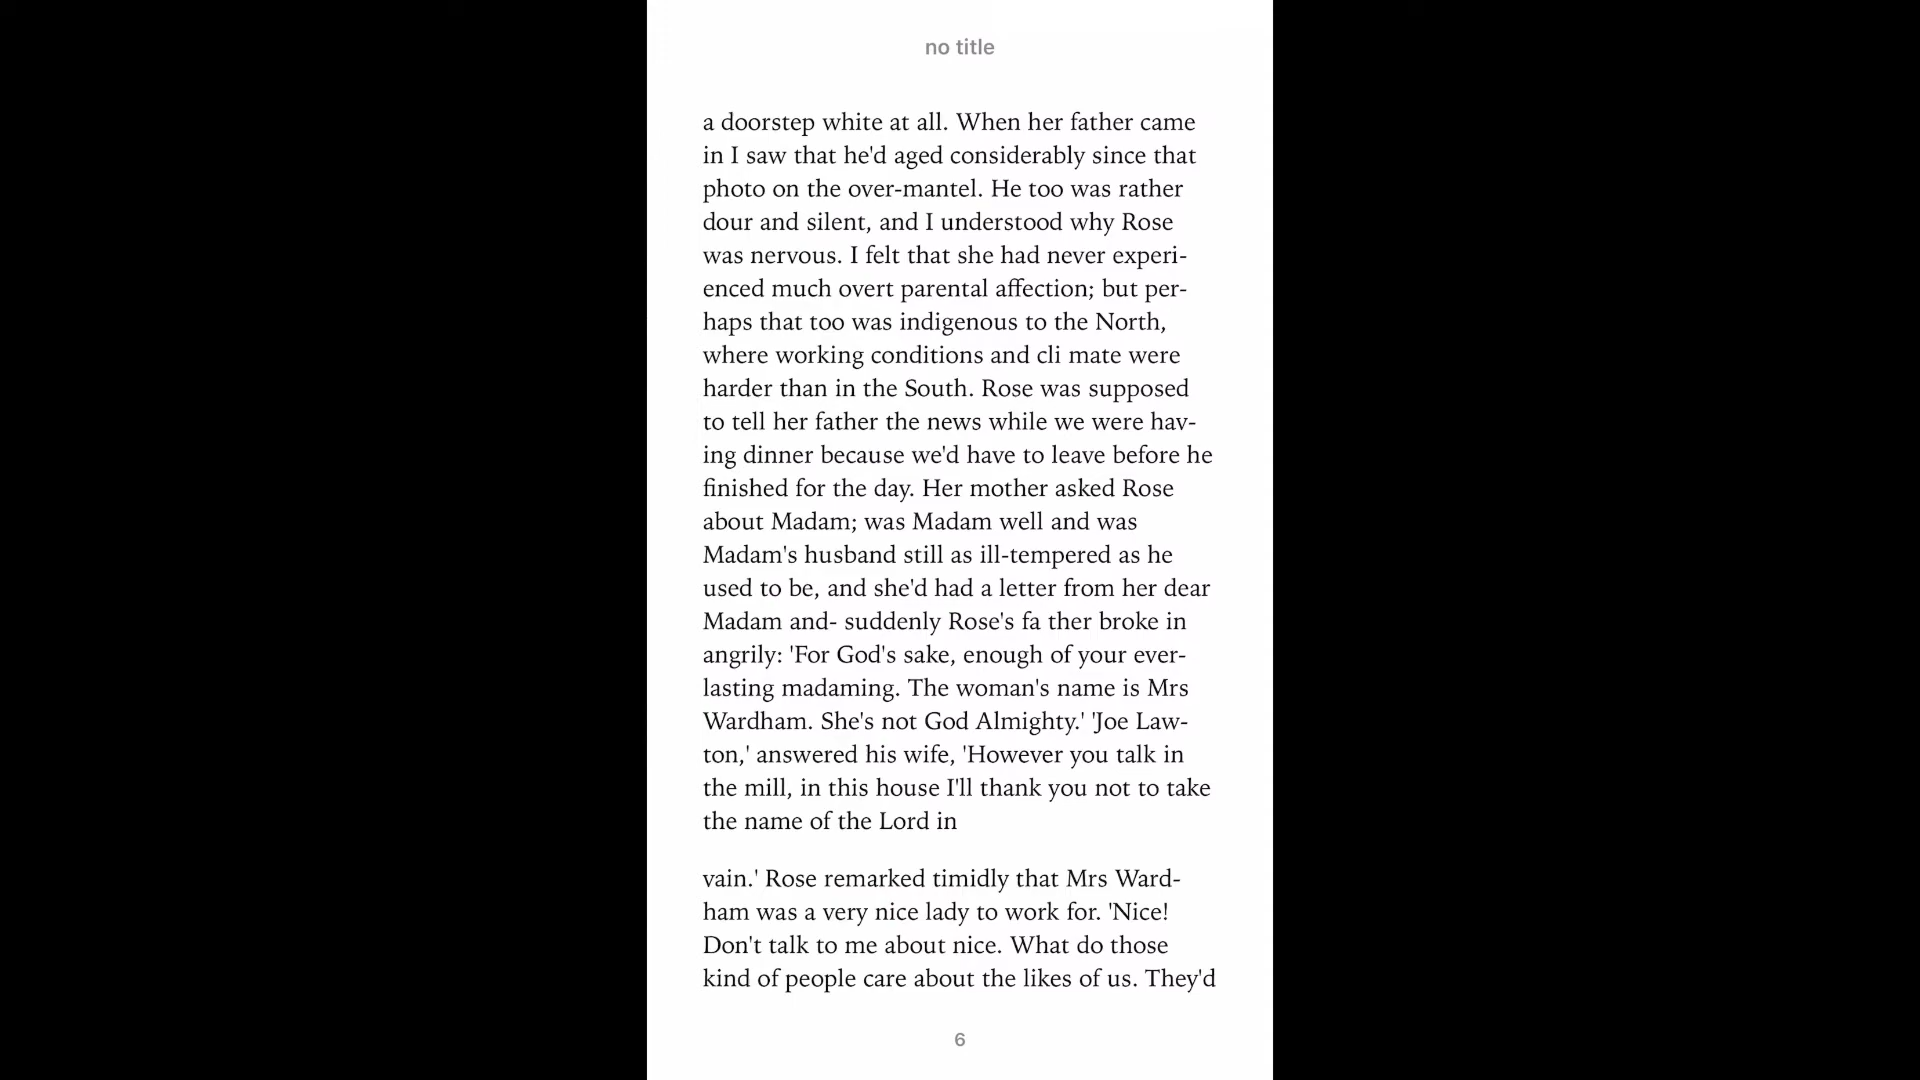 no title
a doorstep white at all. When her father came
in I saw that he'd aged considerably since that
photo on the over-mantel. He too was rather
dour and silent, and I understood why Rose
was nervous. I felt that she had never experi-
enced much overt parental affection; but per-
haps that too was indigenous to the North,
where working conditions and cli mate were
harder than in the South. Rose was supposed
to tell her father the news while we were hav-
ing dinner because we'd have to leave before he
finished for the day. Her mother asked Rose
about Madam; was Madam well and was
Madam's husband still as ill-tempered as he
used to be, and she'd had a letter from her dear
Madam and- suddenly Rose's fa ther broke in
angrily: 'For God's sake, enough of your ever-
lasting madaming. The woman's name is Mrs
Wardham. She's not God Almighty.' 'Joe Law-
ton,' answered his wife, 'However you talk in
the mill, in this house I'll thank you not to take
the name of the Lord in
vain.' Rose remarked timidly that Mrs Ward-
ham was a very nice lady to work for. 'Nice!
Don't talk to me about nice. What do those
kind of people care about the likes of us. They'd
6